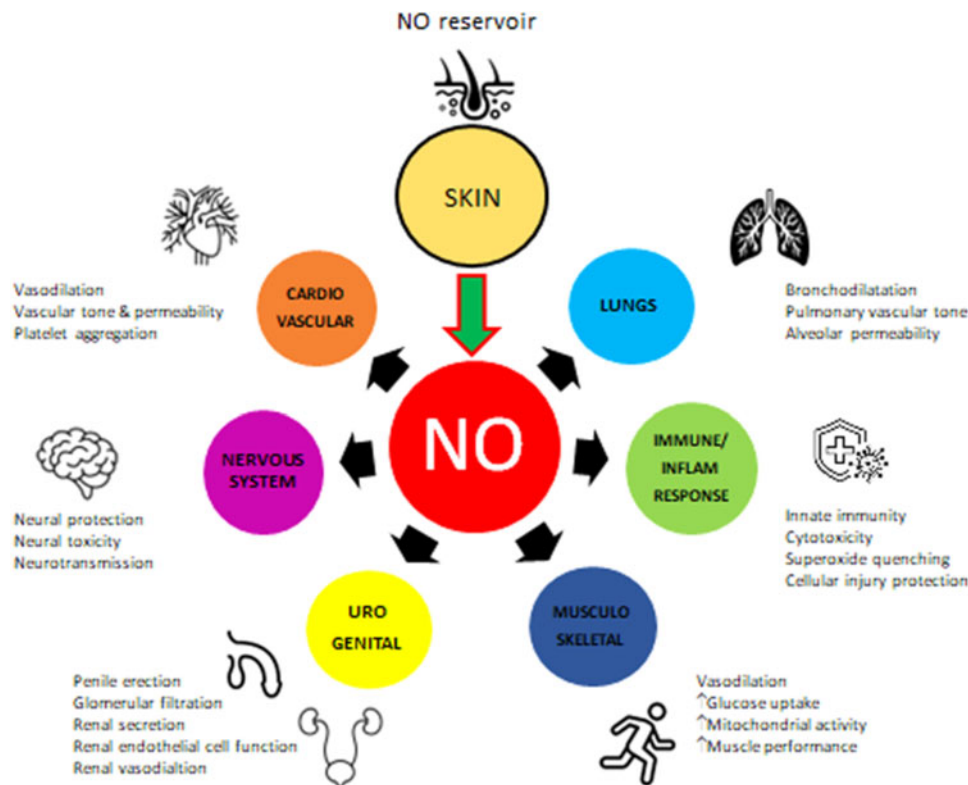 NO reservoir
SKIN
CARDIO
VASCULAR
Vasodilation
Vascular tone & permeability
Platelet aggregation
LUNGS
Bronchodilatation
Pulmonary vascular tone
Alveolar permeability
NO
NERVOUS
SYSTEM
Neural protection
Neural toxicity
Neurotransmission
IMMUNE/
INFLAM
RESPONSE
Innate immunity
Cytotoxicity
Superoxide quenching
Cellular injury protection
URO
GENITAL
Penile erection
Glomerular filtration
Renal secretion
Renal endothelial cell function
Renal vasodialtion
MUSCULO
SKELETAL
Vasodilation
↑Glucose uptake
↑Mitochondrial activity
↑Muscle performance